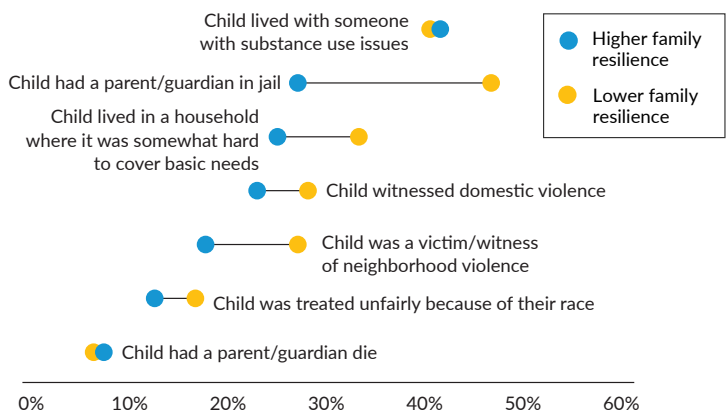 Child lived with someone
with substance use issues
Higher family
resilience
Lower family
resilience
Child had a parent/guardian in jail
Child lived in a household
where it was somewhat hard
to cover basic needs
Child witnessed domestic violence
Child was a victim/witness
of neighborhood violence
Child was treated unfairly because of their race
Child had a parent/guardian die
0% 10% 20% 30% 40% 50% 60%